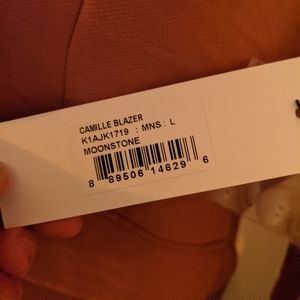 CAMILLE BLAZER
K1AJK1719 : MNS : L
MOONSTONE
8 89506 14629 6